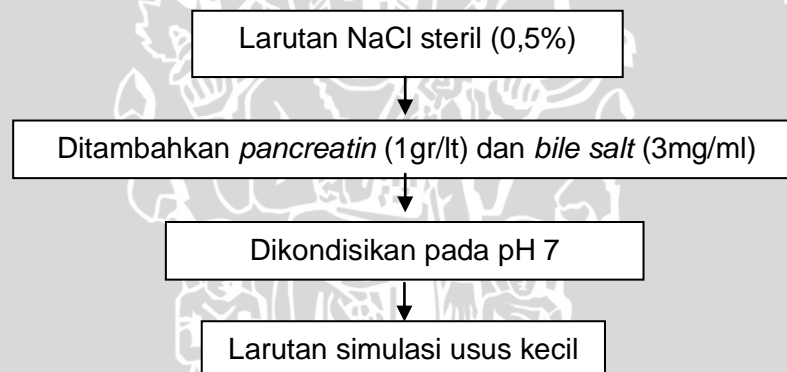 Larutan NaCl steril (0,5%)
Ditambahkan pancreatin (1gr/lt) dan bile salt (3mg/ml)
Dikondisikan pada pH 7
Larutan simulasi usus kecil